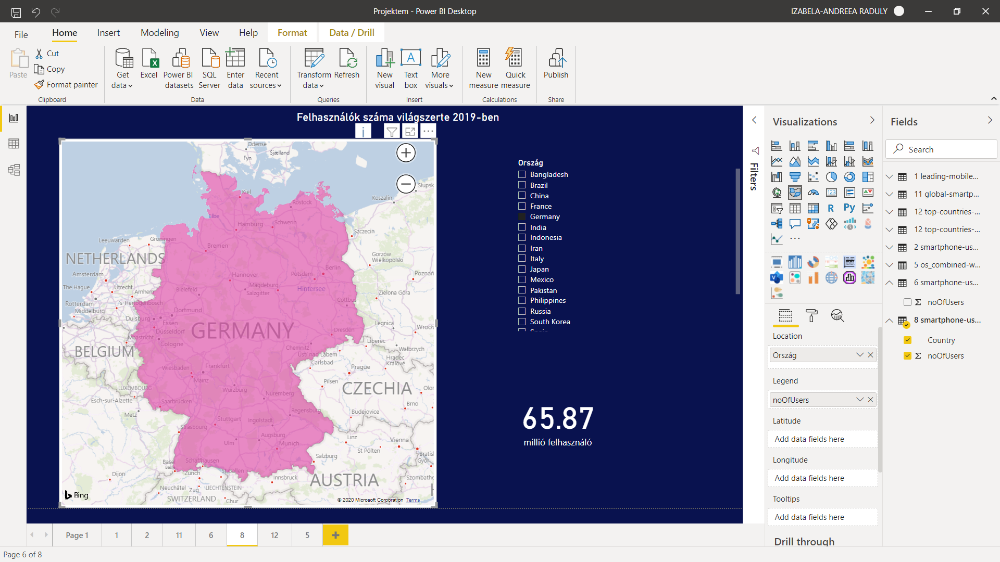 Projektem - Power BI Desktop
IZABELA-ANDREEA RADULY
File
Home
Insert
Modeling
View
Help
Format
Data / Drill
Paste
Cut
Copy
Format painter
Clipboard
Get data
Excel
Power BI datasets
SQL Server
Enter data
Recent sources
Data
Transform data
Refresh
Queries
New visual
Text box
More visuals
Insert
New measure
Quick measure
Calculations
Publish
Share
Felhasználók száma világszerte 2019-ben
Odense
Fyn
Sjælland
Kiel
Rostock
Koszalin
Słupsk
Elbe
Hamburg
Schwerin
Szczecin
Leeuwarden
Groningen
Bremen
NETHERLANDS
Gorzów
Wielkopolski
Amsterdam
Hannover
Potsdam
Berlin
Poznań
The Hague
Utrecht
Bielefeld
Magdeburg
Hintersee
Arnhem
Salzgitter
Zielona Góra
Rotterdam
's-Hertogenbosch
Cottbus
Middelburg
Dortmund
Duisburg
Essen
Legnica
Wrocł
Düsseldorf
GERMANY
Dresden
Maastricht
Cologne
Liberec
BELGIUM
Chemnitz
Wałbrzych
Ustí nad Labem
Hradec
Králové
Carlsbad
Wiesbaden
Frankfurt
Prague
Mainz
Pilsen
LUXEMBOURG
Würzburg
Nuremberg
CZECHIA
Olor
Esch-sur-Alzette
Saarbrücken
Brno
Metz
Regensburg
Budejovice
Stuttgart
Ingolstadt
Strasbourg
Augsburg
Linz
Vienna
Ulm
Munich
St Pölten
Bratis
Salzburg
Gyor
Basel
Schaffhausen
Zürich
St Gallen
Dijon
Innsbruck
AUSTRIA
Szombathe
Neuchâtel
Zug
LIECHTENSTEIN
SWITZERLAND
Chur
Bing
© 2020 Microsoft Corporation Terms
Ország
Bangladesh
Brazil
China
France
Germany
India
Indonesia
Iran
Italy
Japan
Mexico
Pakistan
Philippines
Russia
South Korea
65.87
millió felhasználó
Filters
Visualizations
Location
Ország
Legend
noOfUsers
Latitude
Add data fields here
Longitude
Add data fields here
Tooltips
Add data fields here
Drill through
Fields
Search
1 leading-mobile...
11 global-smartp...
12 top-countries-...
12 top-countries-...
2 smartphone-us...
5 os_combined-w...
6 smartphone-us...
noOfUsers
8 smartphone-us...
Country
noOfUsers
Page 1
1
2
11
6
8
12
5
Page 6 of 8